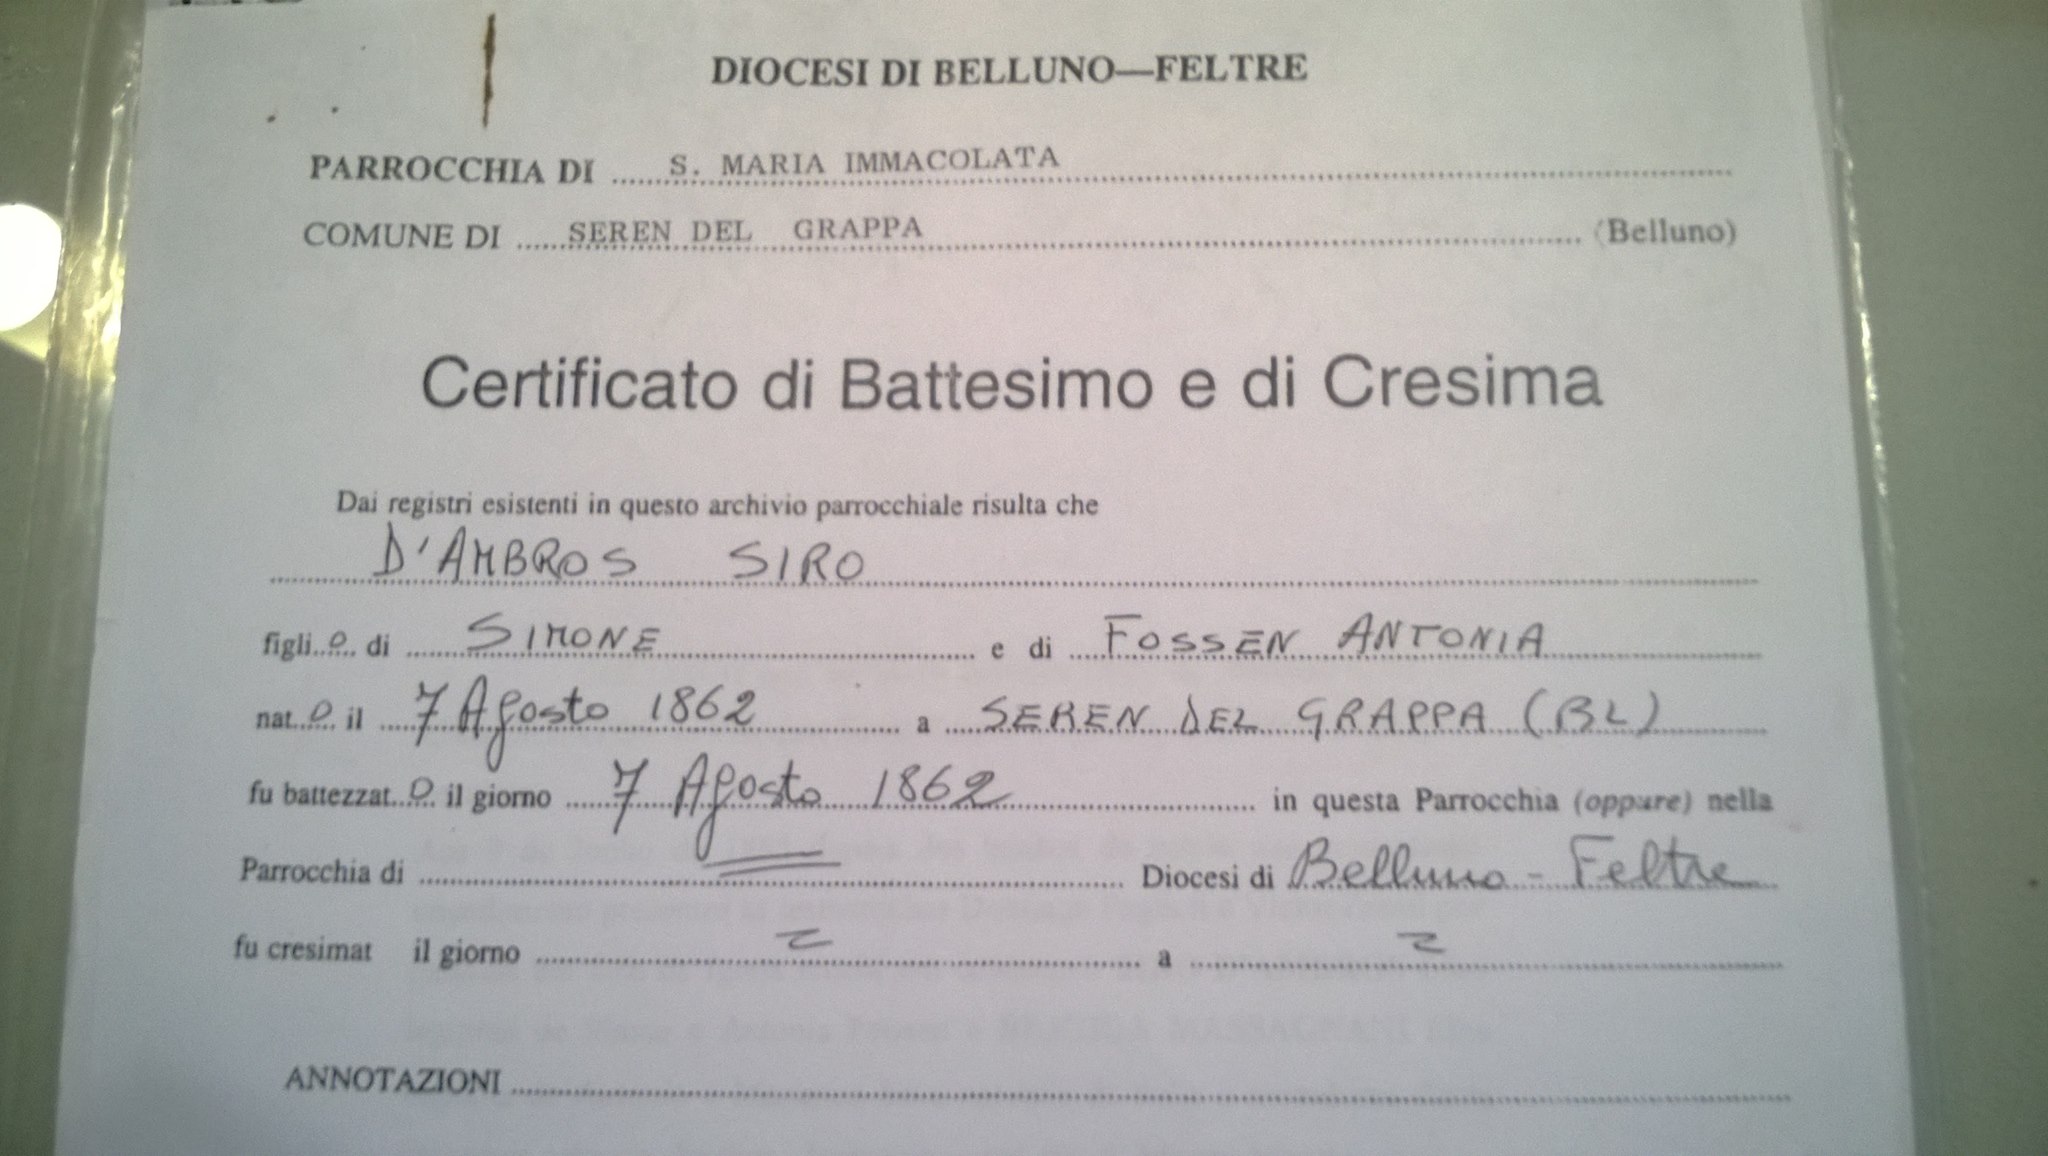 DIOCESI DI BELLUNO—FELTRE
PARROCCHIA DI S. MARIA IMMACOLATA
COMUNE DI SEREN DEL GRAPPA (Belluno)
Certificato di Battesimo e di Cresima
Dai registri esistenti in questo archivio parrocchiale risulta che
D'AMBROS SIRO
figli o di SIMONE e di FOSSEN ANTONIA
nat o il 7 Agosto 1862 a SEREN DEL GRAPPA (BL)
fu battezzat o il giorno 7 Agosto 1862 in questa Parrocchia (oppure) nella
Parrocchia di Diocesi di Belluno - Feltre
fu cresimat il giorno a
ANNOTAZIONI